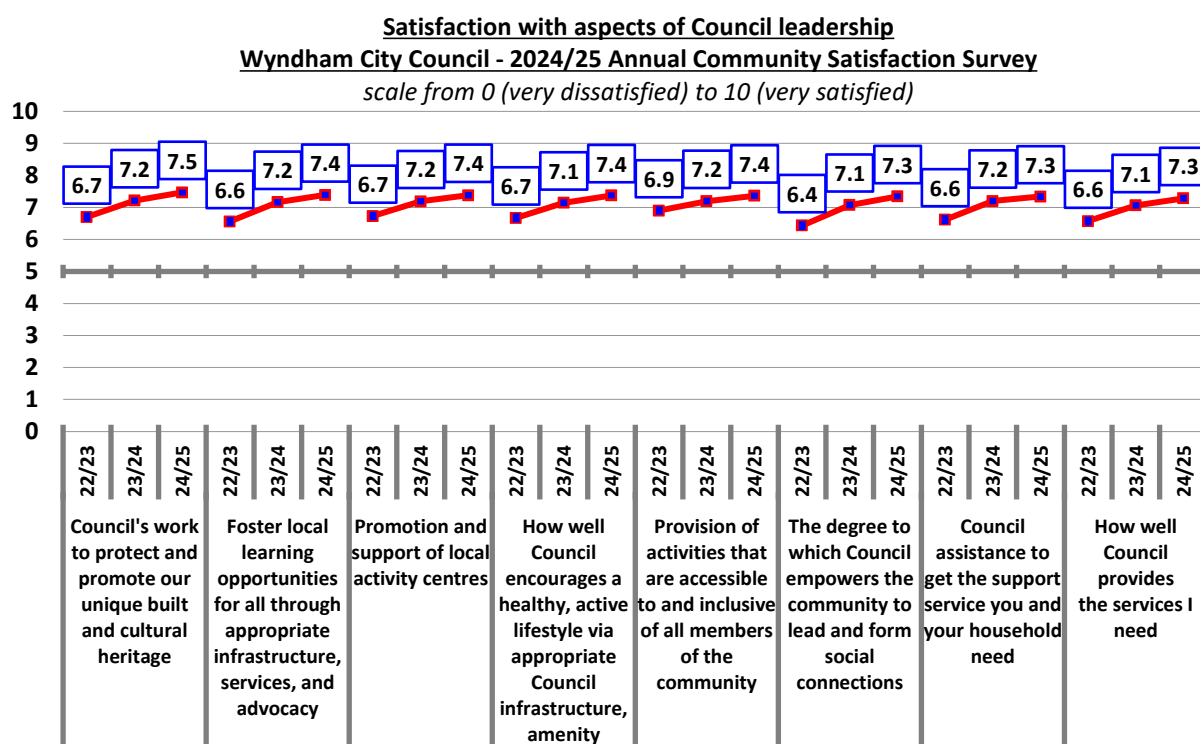 Satisfaction with aspects of Council leadership
Wyndham City Council - 2024/25 Annual Community Satisfaction Survey
scale from 0 (very dissatisfied) to 10 (very satisfied)
10
9
8
7
6
5
4
3
2
1
0
6.7
7.2
7.5
6.6
7.2
7.4
6.7
7.2
7.4
6.7
7.1
7.4
6.9
7.2
7.4
6.4
7.1
7.3
6.6
7.2
7.3
6.6
7.1
7.3
22/23
23/24
24/25
22/23
23/24
24/25
22/23
23/24
24/25
22/23
23/24
24/25
22/23
23/24
24/25
22/23
23/24
24/25
22/23
23/24
24/25
22/23
23/24
24/25
Council's work
to protect and
promote our
unique built
and cultural
heritage
Foster local
learning
opportunities
for all through
appropriate
infrastructure,
services, and
advocacy
Promotion and
support of local
activity centres
How well
Council
encourages a
healthy, active
lifestyle via
appropriate
Council
infrastructure,
amenity
Provision of
activities that
are accessible
to and inclusive
of all members
of the
community
The degree to
which Council
empowers the
community to
lead and form
social
connections
Council
assistance to
get the support
service you and
your household
need
How well
Council
provides
the services I
need